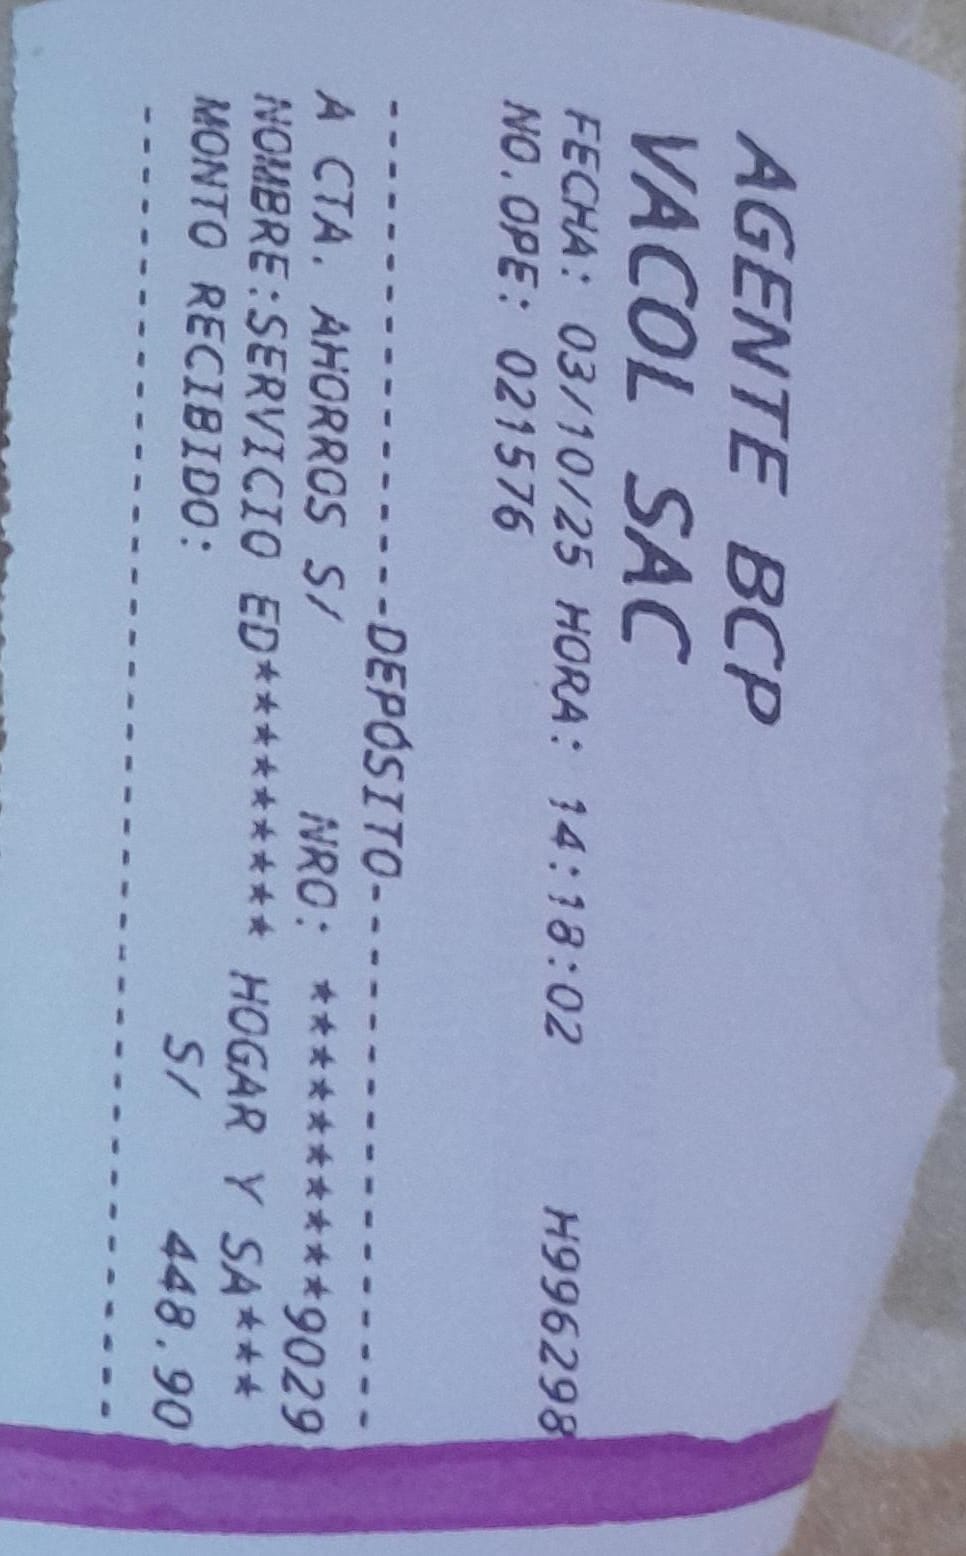 AGENTE BCP
VACOL SAC
FECHA: 03/10/25 HORA: 14:18:02 H996298
NO.OPE: 021576
-----------------DEPÓSITO------------------
A CTA. AHORROS S/ NRO: **********9029
NOMBRE:SERVICIO ED********* HOGAR Y SA***
MONTO RECIBIDO: S/ 448.90
-------------------------------------------